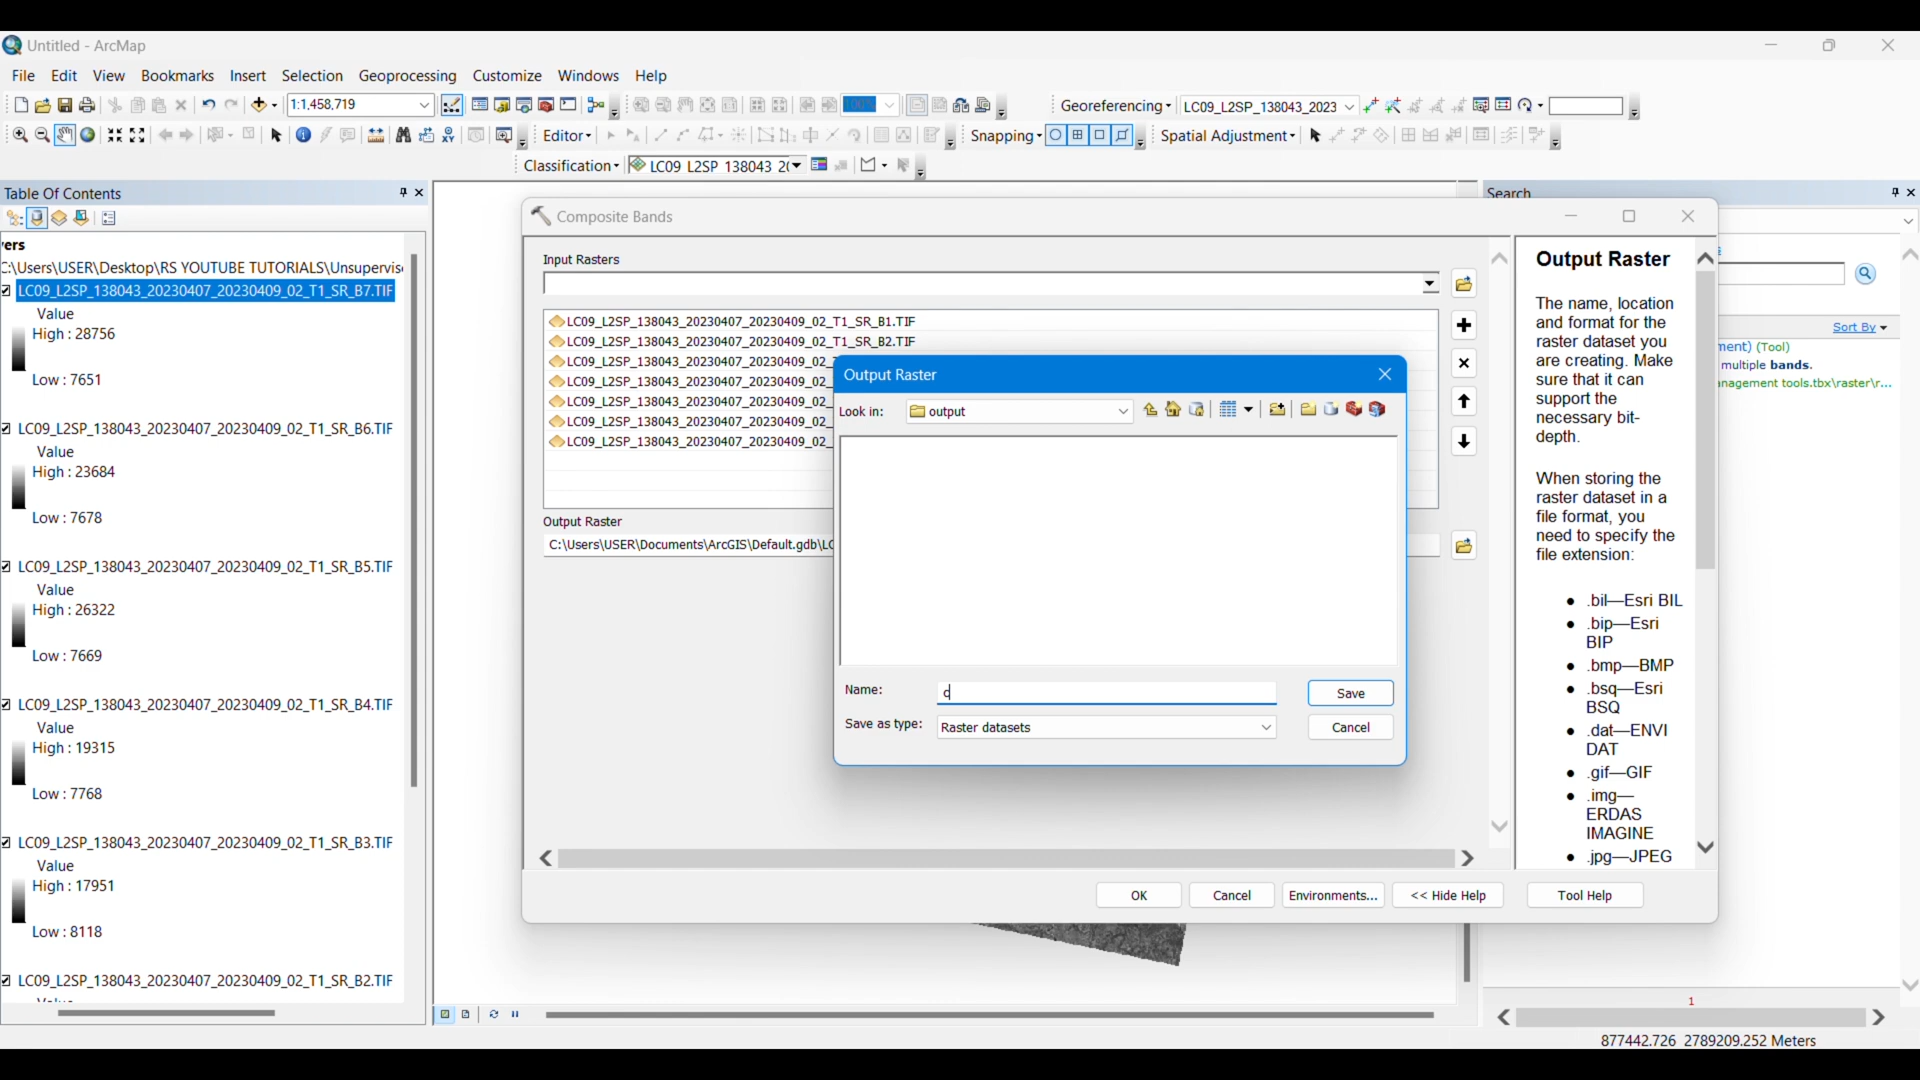 Untitled - ArcMap
File Edit View Bookmarks Insert Selection Geoprocessing Customize Windows Help
1:1,458,719
100%
Georeferencing
LC09_L2SP_138043_2023
Editor
Snapping
Spatial Adjustment
Classification
LC09 L2SP 138043 2(
Table Of Contents
ers
C:\Users\USER\Desktop\RS YOUTUBE TUTORIALS\Unsupervis
LC09_L2SP_138043_20230407_20230409_02_T1_SR_B7.TIF
Value
High : 28756
Low : 7651
LC09_L2SP_138043_20230407_20230409_02_T1_SR_B6.TIF
Value
High : 23684
Low : 7678
LC09_L2SP_138043_20230407_20230409_02_T1_SR_B5.TIF
Value
High : 26322
Low : 7669
LC09_L2SP_138043_20230407_20230409_02_T1_SR_B4.TIF
Value
High : 19315
Low : 7768
LC09_L2SP_138043_20230407_20230409_02_T1_SR_B3.TIF
Value
High : 17951
Low : 8118
LC09_L2SP_138043_20230407_20230409_02_T1_SR_B2.TIF
Composite Bands
Input Rasters
LC09_L2SP_138043_20230407_20230409_02_T1_SR_B1.TIF
LC09_L2SP_138043_20230407_20230409_02_T1_SR_B2.TIF
LC09_L2SP_138043_20230407_20230409_02_
LC09_L2SP_138043_20230407_20230409_02_
LC09_L2SP_138043_20230407_20230409_02_
LC09_L2SP_138043_20230407_20230409_02_
LC09_L2SP_138043_20230407_20230409_02_
Output Raster
C:\Users\USER\Documents\ArcGIS\Default.gdb\LC
Output Raster
Look in:
output
Name:
c
Save
Save as type:
Raster datasets
Cancel
OK
Cancel
Environments...
<< Hide Help
Tool Help
Output Raster
The name, location
and format for the
raster dataset you
are creating. Make
sure that it can
support the
necessary bit-
depth.
When storing the
raster dataset in a
file format, you
need to specify the
file extension:
• .bil—Esri BIL
• .bip—Esri
BIP
• .bmp—BMP
• .bsq—Esri
BSQ
• .dat—ENVI
DAT
• .gif—GIF
• .img—
ERDAS
IMAGINE
• .jpg—JPEG
Search
Sort By
ment) (Tool)
multiple bands.
nagement tools.tbx\raster\r...
1
877442.726 2789209.252 Meters